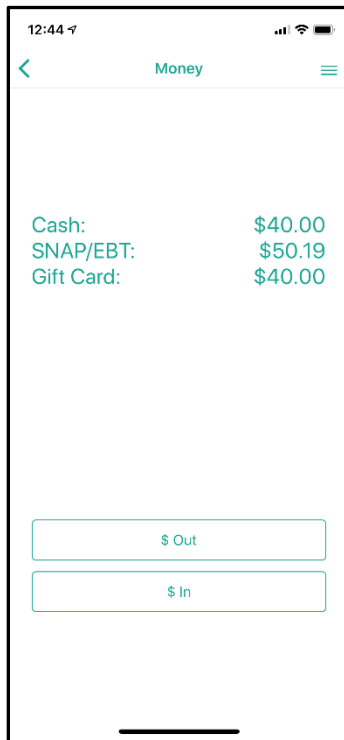 12:44
Money
Cash: $40.00
SNAP/EBT: $50.19
Gift Card: $40.00
$ Out
$ In